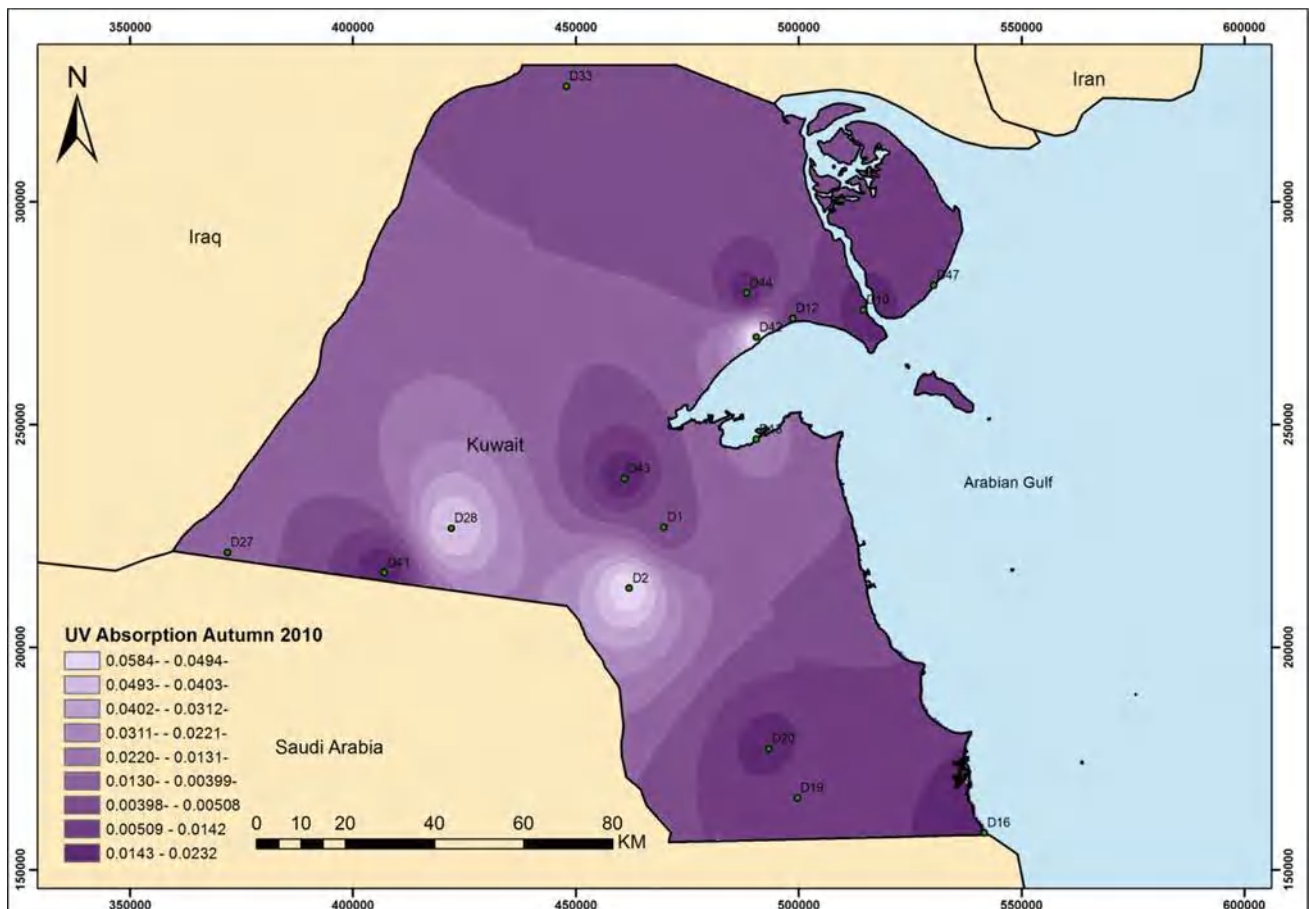 350000 400000 450000 500000 550000 600000
N
D33
Iran
300000 300000
Iraq
D47
D44
D10
D12
D42
250000 250000
Kuwait
D43
Arabian Gulf
D28
D1
D27
D41
D2
UV Absorption Autumn 2010
0.0584- - 0.0494-
0.0493- - 0.0403-
0.0402- - 0.0312-
0.0311- - 0.0221-
0.0220- - 0.0131-
0.0130- - 0.00399-
0.00398- - 0.00508
0.00509 - 0.0142
0.0143 - 0.0232
200000 200000
Saudi Arabia
D20
D19
D16
0 10 20 40 60 80
KM
150000 150000
350000 400000 450000 500000 550000 600000